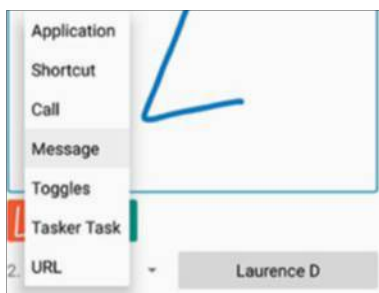 Application
Shortcut
Call
Message
Toggles
Tasker Task
URL
2.
Laurence D